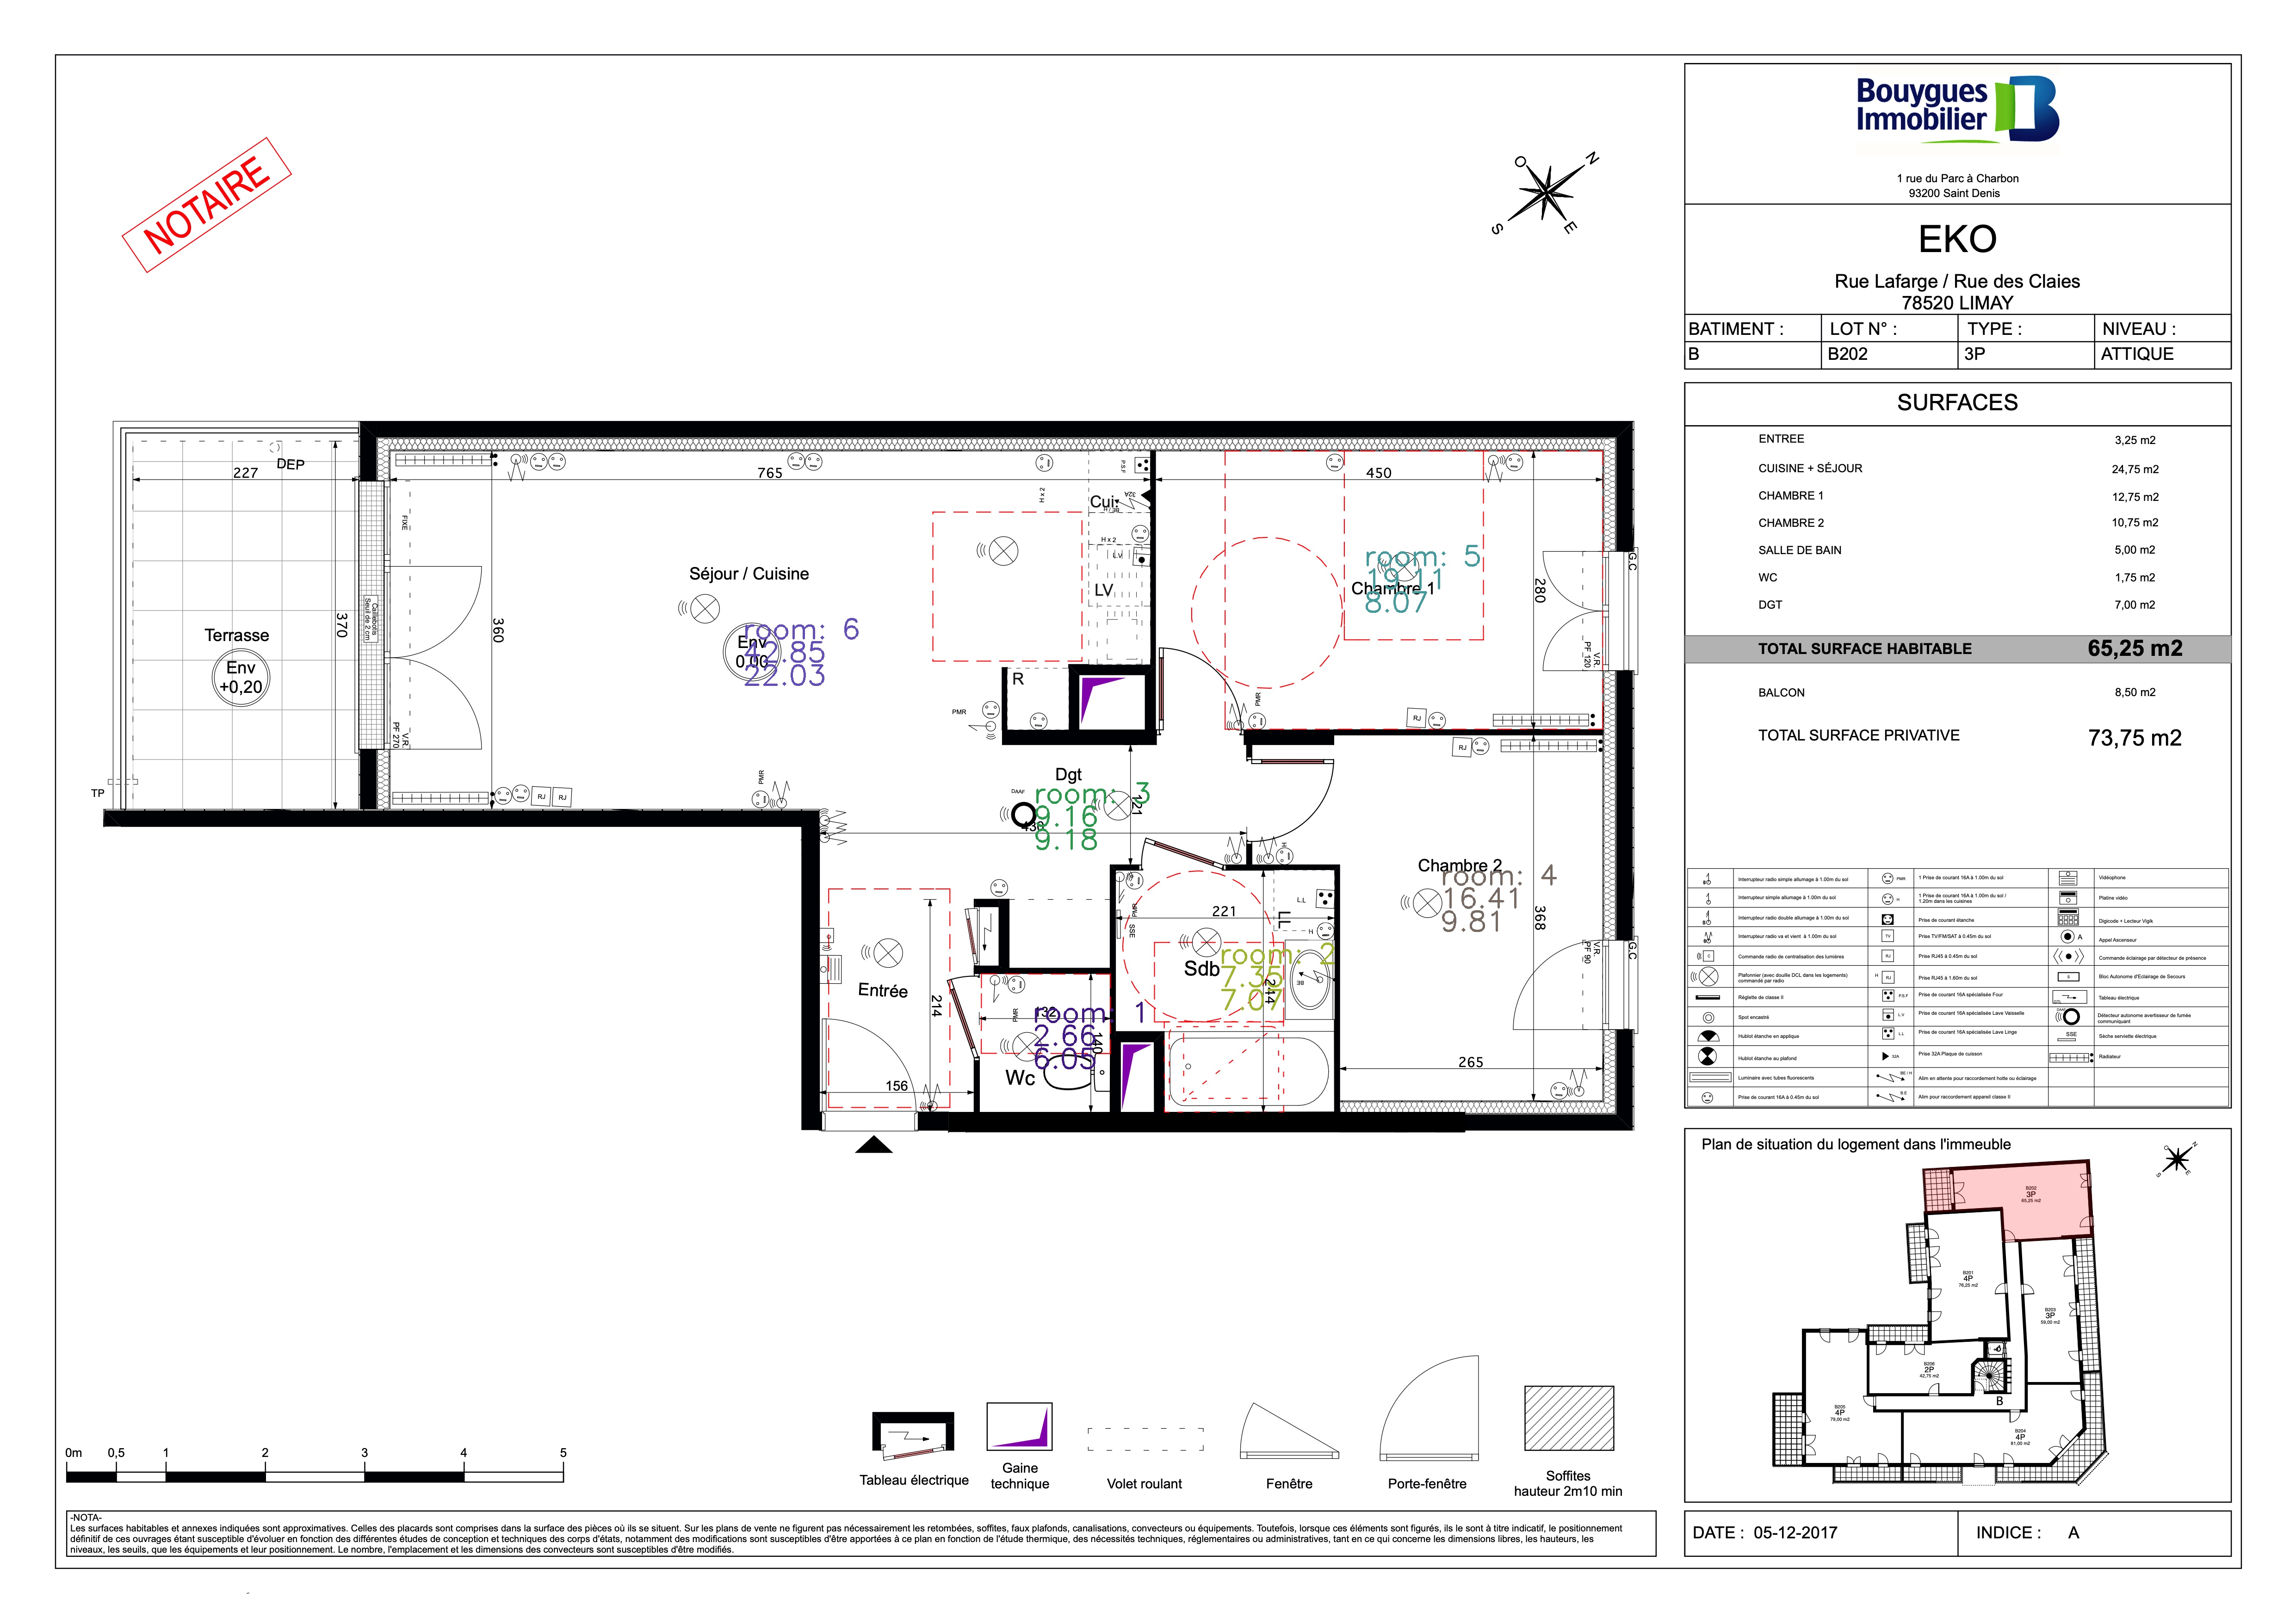 NOTAIRE
O
N
S
E
Bouygues
Immobilier
1 rue du Parc à Charbon
93200 Saint Denis
EKO
Rue Lafarge / Rue des Claies
78520 LIMAY
BATIMENT : LOT N° : TYPE : NIVEAU :
B B202 3P ATTIQUE
SURFACES
ENTREE 3,25 m2
CUISINE + SÉJOUR 24,75 m2
CHAMBRE 1 12,75 m2
CHAMBRE 2 10,75 m2
SALLE DE BAIN 5,00 m2
WC 1,75 m2
DGT 7,00 m2
TOTAL SURFACE HABITABLE 65,25 m2
BALCON 8,50 m2
TOTAL SURFACE PRIVATIVE 73,75 m2
DEP
227
765
450
FIXE
H x 2
P.S.F
32A
Cui.
H x 2
L.V
LV
Séjour / Cuisine
room: 6
42.85
22.03
Env
0.00
Terrasse
Env
+0,20
370
Caillebotis
Seuil de 2 cm
360
V.R.
PF 270
TP
room: 5
19.11
8.07
Chambre 1
280
G.C
V.R.
PF 120
R
PMR
PMR
RJ
RJ
RJ
RJ
PMR
Dgt
DAAF
room: 3
9.16
9.18
121
H
Chambre 2
room: 4
16.41
9.81
368
G.C
V.R
PF 90
265
221
L.L
LL
H
PMR
SSE
Sdb
room: 2
7.35
7.07
244
BE
Entrée
214
156
PMR
room: 1
2.66
6.05
140
Wc
Interrupteur radio simple allumage à 1.00m du sol PMR 1 Prise de courant 16A à 1.00m du sol Vidéophone
Interrupteur simple allumage à 1.00m du sol H 1 Prise de courant 16A à 1.00m du sol / Platine vidéo
1.20m dans les cuisines
Interrupteur radio double allumage à 1.00m du sol Prise de courant étanche Digicode + Lecteur Vigik
Interrupteur radio va et vient à 1.00m du sol TV Prise TV/FM/SAT à 0.45m du sol A Appel Ascenseur
Commande radio de centralisation des lumières RJ Prise RJ45 à 0.45m du sol Commande éclairage par détecteur de présence
Plafonnier (avec douille DCL dans les logements) H RJ Prise RJ45 à 1.60m du sol Bloc Autonome d'Eclairage de Secours
commandé par radio
Réglette de classe II P.S.F Prise de courant 16A spécialisée Four Tableau électrique
Spot encastré L.V Prise de courant 16A spécialisée Lave Vaisselle Détecteur autonome avertisseur de fumée
communiquant
Hublot étanche en applique L.L Prise de courant 16A spécialisée Lave Linge SSE Sèche serviette électrique
Hublot étanche au plafond 32A Prise 32A Plaque de cuisson Radiateur
Luminaire avec tubes fluorescents BE / H Alim en attente pour raccordement hotte ou éclairage
Prise de courant 16A à 0.45m du sol Alim pour raccordement appareil classe II
Plan de situation du logement dans l'immeuble
N
S
E
B202
3P
65,25 m2
B201
4P
76,25 m2
B203
3P
59,00 m2
B206
2P
42,75 m2
B
B205
4P
79,00 m2
B204
4P
81,00 m2
0m 0,5 1 2 3 4 5
Tableau électrique
Gaine
technique
Volet roulant
Fenêtre
Porte-fenêtre
Soffites
hauteur 2m10 min
-NOTA-
Les surfaces habitables et annexes indiquées sont approximatives. Celles des placards sont comprises dans la surface des pièces où ils se situent. Sur les plans de vente ne figurent pas nécessairement les retombées, soffites, faux plafonds, canalisations, convecteurs ou équipements. Toutefois, lorsque ces éléments sont figurés, ils le sont à titre indicatif, le positionnement
définitif de ces ouvrages étant susceptible d'évoluer en fonction des différentes études de conception et techniques des corps d'états, notamment des modifications sont susceptibles d'être apportées à ce plan en fonction de l'étude thermique, des nécessités techniques, réglementaires ou administratives, tant en ce qui concerne les dimensions libres, les hauteurs, les
niveaux, les seuils, que les équipements et leur positionnement. Le nombre, l'emplacement et les dimensions des convecteurs sont susceptibles d'être modifiés.
DATE : 05-12-2017 INDICE : A